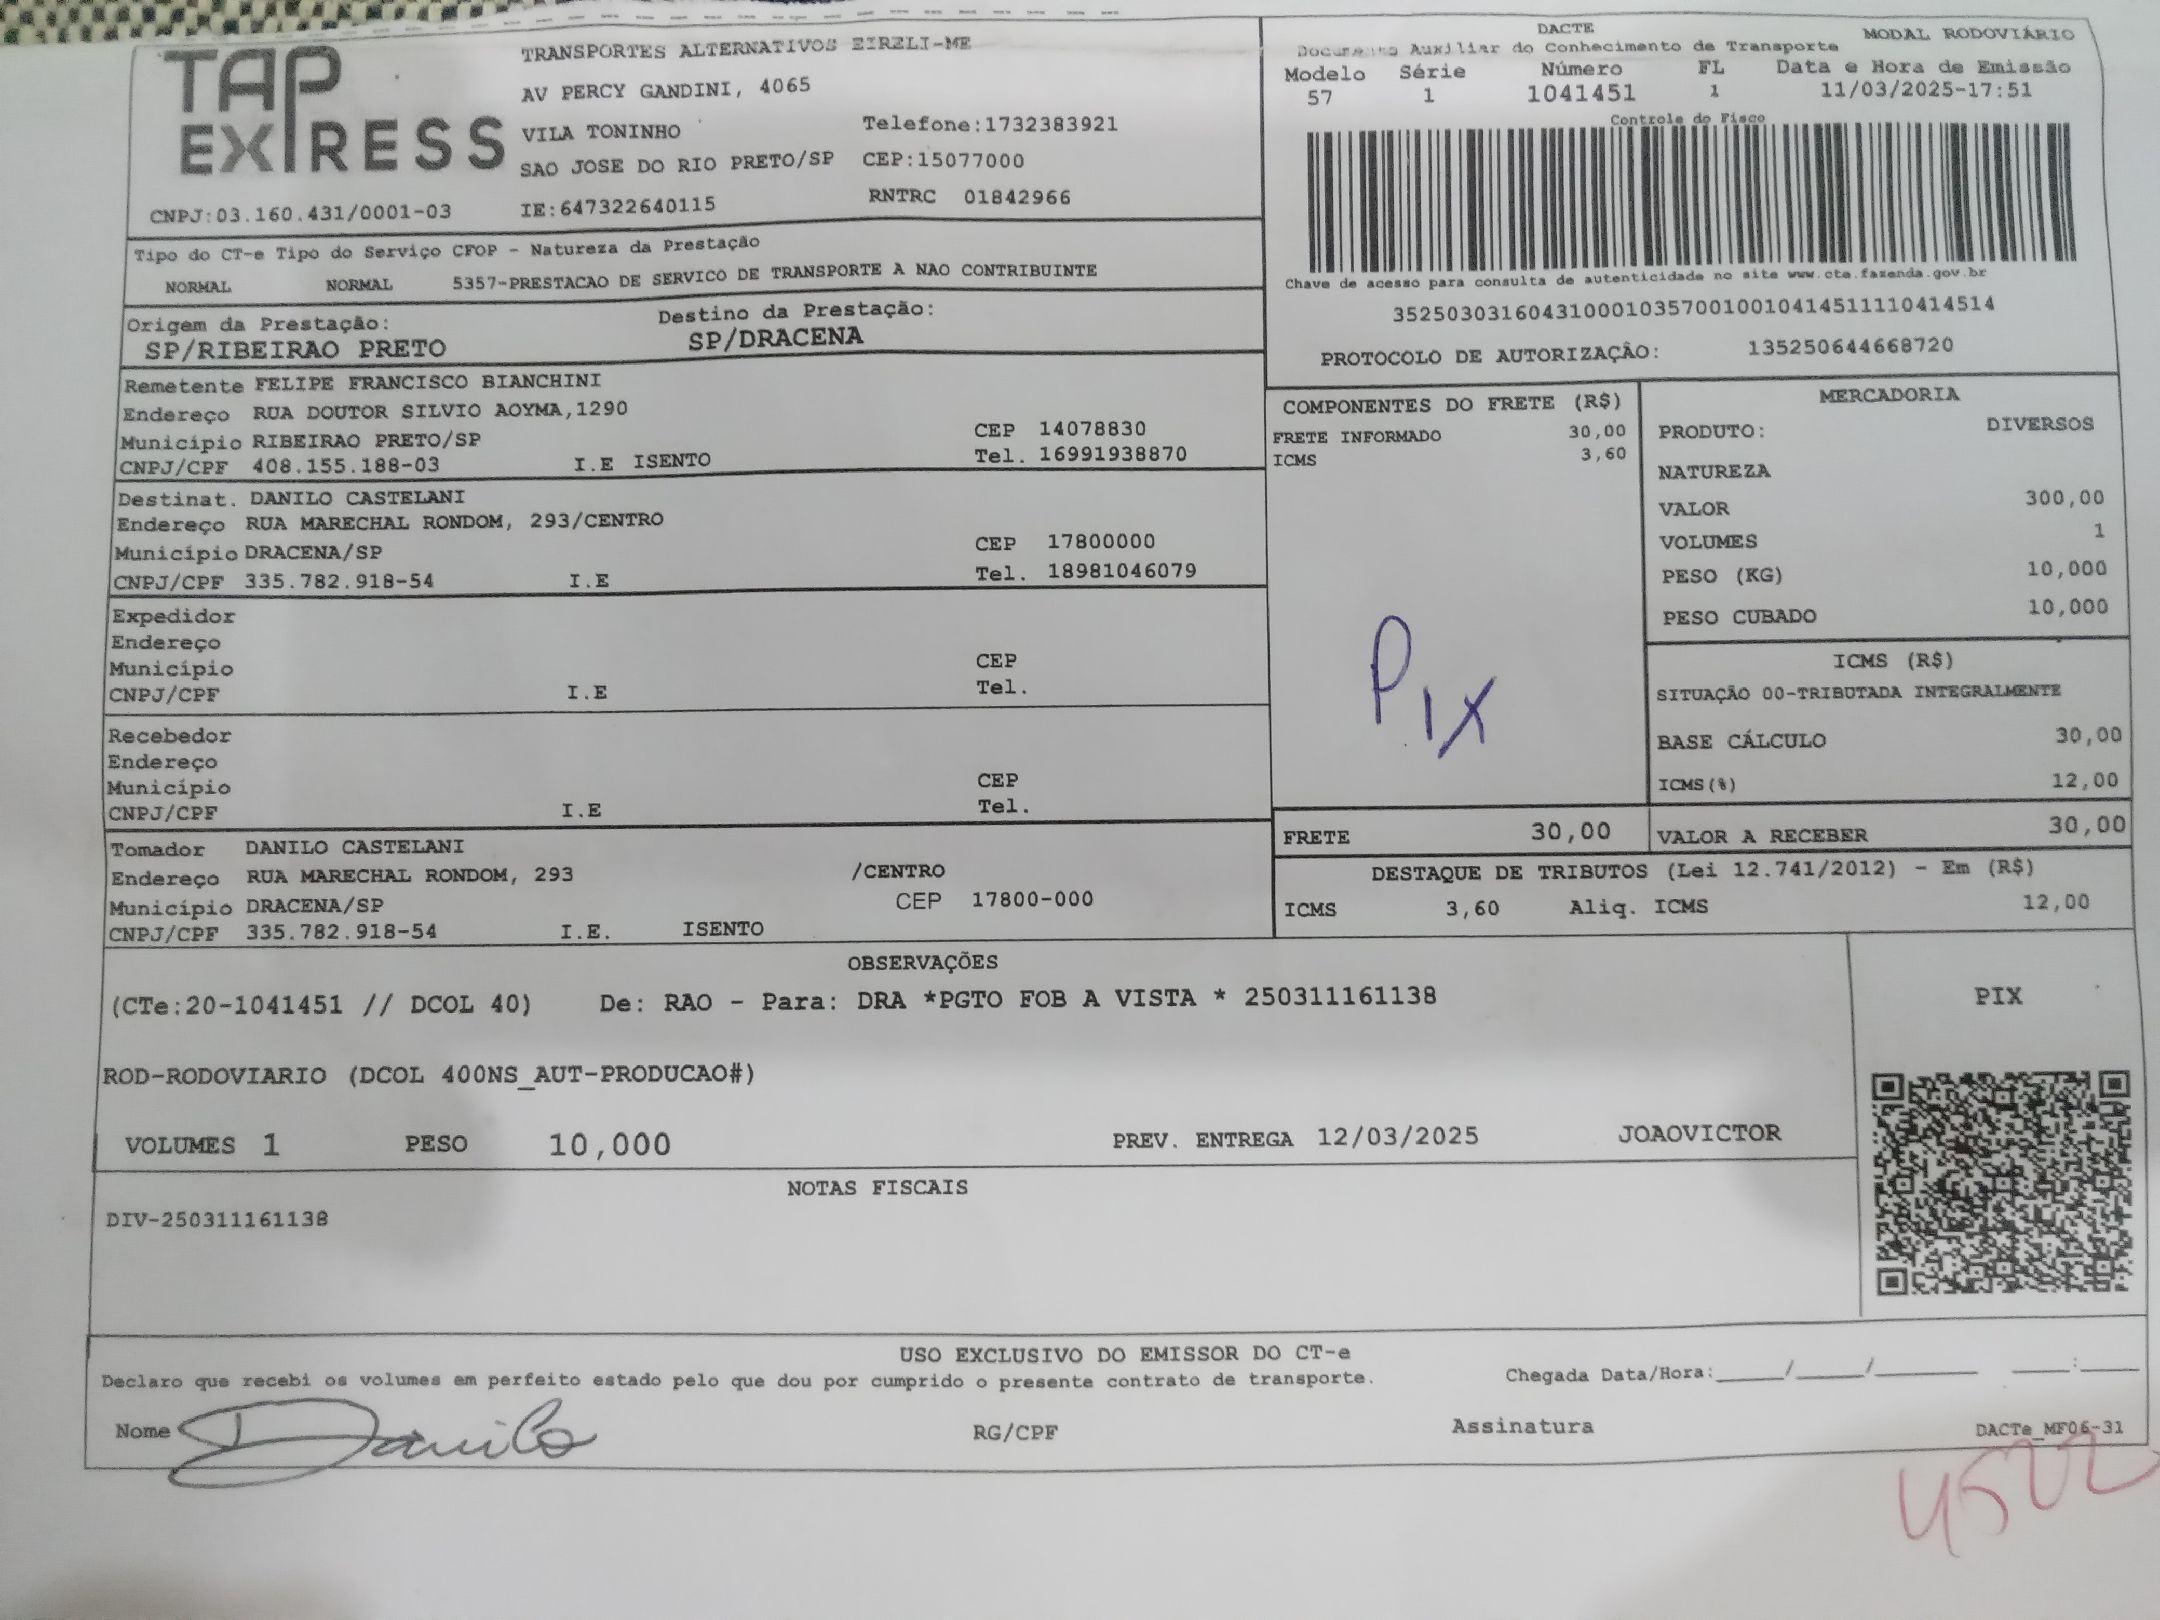 TAP
EXPRESS
CNPJ:03.160.431/0001-03
TRANSPORTES ALTERNATIVOS EIRELI-ME
AV PERCY GANDINI, 4065
VILA TONINHO Telefone:1732383921
SAO JOSE DO RIO PRETO/SP CEP:15077000
IE:647322640115 RNTRC 01842966
DACTE MODAL RODOVIÁRIO
Documento Auxiliar do Conhecimento de Transporte
Modelo Série Número FL Data e Hora de Emissão
57 1 1041451 1 11/03/2025-17:51
Controle do Fisco
Chave de acesso para consulta de autenticidade no site www.cte.fazenda.gov.br
35250303160431000103570010010414511110414514
PROTOCOLO DE AUTORIZAÇÃO: 135250644668720
Tipo do CT-e Tipo do Serviço CFOP - Natureza da Prestação
NORMAL NORMAL 5357-PRESTACAO DE SERVICO DE TRANSPORTE A NAO CONTRIBUINTE
Origem da Prestação: Destino da Prestação:
SP/RIBEIRAO PRETO SP/DRACENA
Remetente FELIPE FRANCISCO BIANCHINI
Endereço RUA DOUTOR SILVIO AOYMA,1290
Município RIBEIRAO PRETO/SP CEP 14078830
CNPJ/CPF 408.155.188-03 I.E ISENTO Tel. 16991938870
Destinat. DANILO CASTELANI
Endereço RUA MARECHAL RONDOM, 293/CENTRO
Município DRACENA/SP CEP 17800000
CNPJ/CPF 335.782.918-54 I.E Tel. 18981046079
Expedidor
Endereço
Município CEP
CNPJ/CPF I.E Tel.
Recebedor
Endereço
Município CEP
CNPJ/CPF I.E Tel.
Tomador DANILO CASTELANI
Endereço RUA MARECHAL RONDOM, 293 /CENTRO
Município DRACENA/SP CEP 17800-000
CNPJ/CPF 335.782.918-54 I.E. ISENTO
COMPONENTES DO FRETE (R$)
FRETE INFORMADO 30,00
ICMS 3,60
PIX
MERCADORIA
PRODUTO: DIVERSOS
NATUREZA
VALOR 300,00
VOLUMES 1
PESO (KG) 10,000
PESO CUBADO 10,000
ICMS (R$)
SITUAÇÃO 00-TRIBUTADA INTEGRALMENTE
BASE CÁLCULO 30,00
ICMS(%) 12,00
FRETE 30,00 VALOR A RECEBER 30,00
DESTAQUE DE TRIBUTOS (Lei 12.741/2012) - Em (R$)
ICMS 3,60 Aliq. ICMS 12,00
OBSERVAÇÕES
(CTe:20-1041451 // DCOL 40) De: RAO - Para: DRA *PGTO FOB A VISTA * 250311161138
ROD-RODOVIARIO (DCOL 400NS_AUT-PRODUCAO#)
VOLUMES 1 PESO 10,000 PREV. ENTREGA 12/03/2025 JOAOVICTOR
PIX
NOTAS FISCAIS
DIV-250311161138
USO EXCLUSIVO DO EMISSOR DO CT-e
Declaro que recebi os volumes em perfeito estado pelo que dou por cumprido o presente contrato de transporte. Chegada Data/Hora:_____/_____/_______ ____:____
Nome Danilo RG/CPF Assinatura DACTe_MF06-31
4522